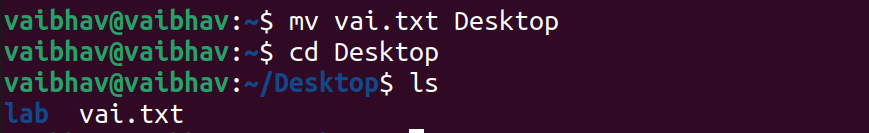 vaibhav@vaibhav:~$ mv vai.txt Desktop
vaibhav@vaibhav:~$ cd Desktop
vaibhav@vaibhav:~/Desktop$ ls
lab  vai.txt